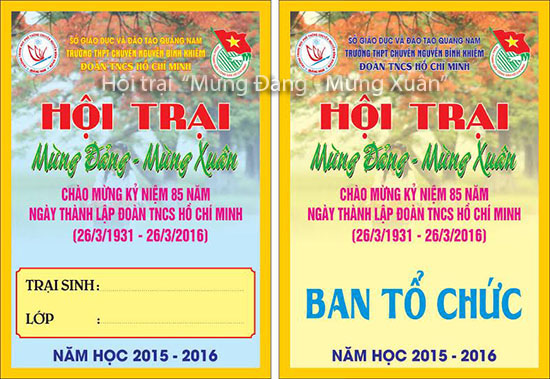 SỞ GIÁO DỤC VÀ ĐÀO TẠO QUẢNG NAM
TRƯỜNG THPT CHUYÊN NGUYỄN BỈNH KHIÊM
ĐOÀN TNCS HỒ CHÍ MINH
HỘI TRẠI
Mừng Đảng - Mừng Xuân
CHÀO MỪNG KỶ NIỆM 85 NĂM
NGÀY THÀNH LẬP ĐOÀN TNCS HỒ CHÍ MINH
(26/3/1931 - 26/3/2016)
TRẠI SINH:
LỚP :
NĂM HỌC 2015 - 2016
SỞ GIÁO DỤC VÀ ĐÀO TẠO QUẢNG NAM
TRƯỜNG THPT CHUYÊN NGUYỄN BỈNH KHIÊM
ĐOÀN TNCS HỒ CHÍ MINH
HỘI TRẠI
Mừng Đảng - Mừng Xuân
CHÀO MỪNG KỶ NIỆM 85 NĂM
NGÀY THÀNH LẬP ĐOÀN TNCS HỒ CHÍ MINH
(26/3/1931 - 26/3/2016)
BAN TỔ CHỨC
NĂM HỌC 2015 - 2016
Hội trại "Mừng Đảng - Mừng Xuân"